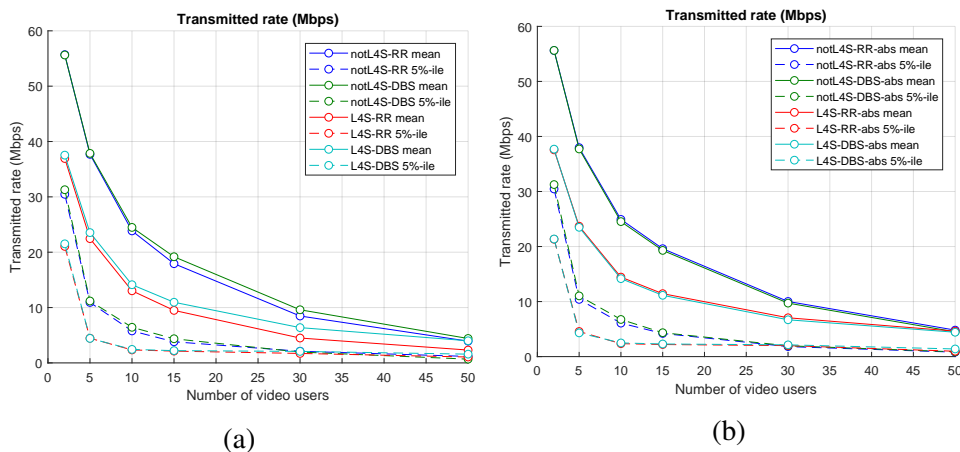 Transmitted rate (Mbps)
60
50
40
30
20
10
0
Transmitted rate (Mbps)
notL4S-RR mean
notL4S-RR 5%-ile
notL4S-DBS mean
notL4S-DBS 5%-ile
L4S-RR mean
L4S-RR 5%-ile
L4S-DBS mean
L4S-DBS 5%-ile
0 5 10 15 20 25 30 35 40 45 50
Number of video users
(a)
Transmitted rate (Mbps)
60
50
40
30
20
10
0
Transmitted rate (Mbps)
notL4S-RR-abs mean
notL4S-RR-abs 5%-ile
notL4S-DBS-abs mean
notL4S-DBS-abs 5%-ile
L4S-RR-abs mean
L4S-RR-abs 5%-ile
L4S-DBS-abs mean
L4S-DBS-abs 5%-ile
0 5 10 15 20 25 30 35 40 45 50
Number of video users
(b)